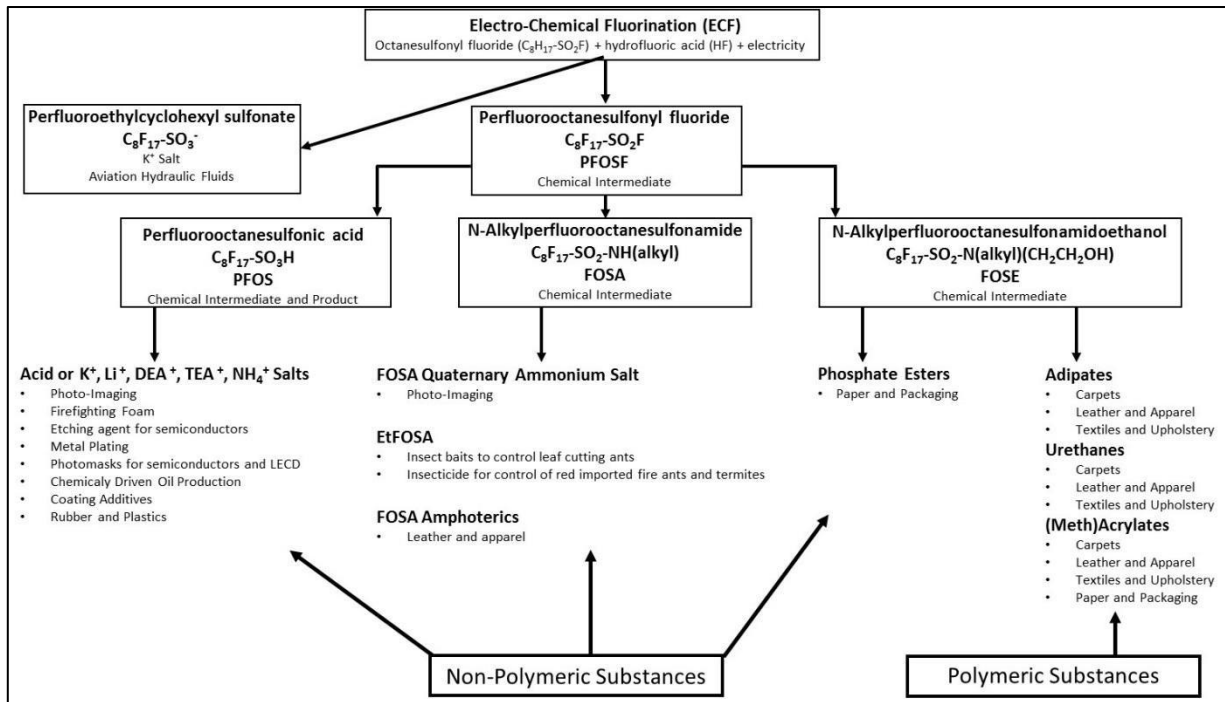 Electro-Chemical Fluorination (ECF)
Octanesulfonyl fluoride (C₈H₁₇-SO₂F) + hydrofluoric acid (HF) + electricity
Perfluoroethylcyclohexyl sulfonate
C₈F₁₇-SO₃⁻
K⁺ Salt
Aviation Hydraulic Fluids
Perfluorooctanesulfonyl fluoride
C₈F₁₇-SO₂F
PFOSF
Chemical Intermediate
Perfluorooctanesulfonic acid
C₈F₁₇-SO₃H
PFOS
Chemical Intermediate and Product
N-Alkylperfluorooctanesulfonamide
C₈F₁₇-SO₂-NH(alkyl)
FOSA
Chemical Intermediate
N-Alkylperfluorooctanesulfonamidoethanol
C₈F₁₇-SO₂-N(alkyl)(CH₂CH₂OH)
FOSE
Chemical Intermediate
Acid or K⁺, Li⁺, DEA⁺, TEA⁺, NH₄⁺ Salts
• Photo-Imaging
• Firefighting Foam
• Etching agent for semiconductors
• Metal Plating
• Photomasks for semiconductors and LECD
• Chemicaly Driven Oil Production
• Coating Additives
• Rubber and Plastics
FOSA Quaternary Ammonium Salt
• Photo-Imaging
EtFOSA
• Insect baits to control leaf cutting ants
• Insecticide for control of red imported fire ants and termites
FOSA Amphoterics
• Leather and apparel
Phosphate Esters
• Paper and Packaging
Adipates
• Carpets
• Leather and Apparel
• Textiles and Upholstery
Urethanes
• Carpets
• Leather and Apparel
• Textiles and Upholstery
(Meth)Acrylates
• Carpets
• Leather and Apparel
• Textiles and Upholstery
• Paper and Packaging
Non-Polymeric Substances
Polymeric Substances